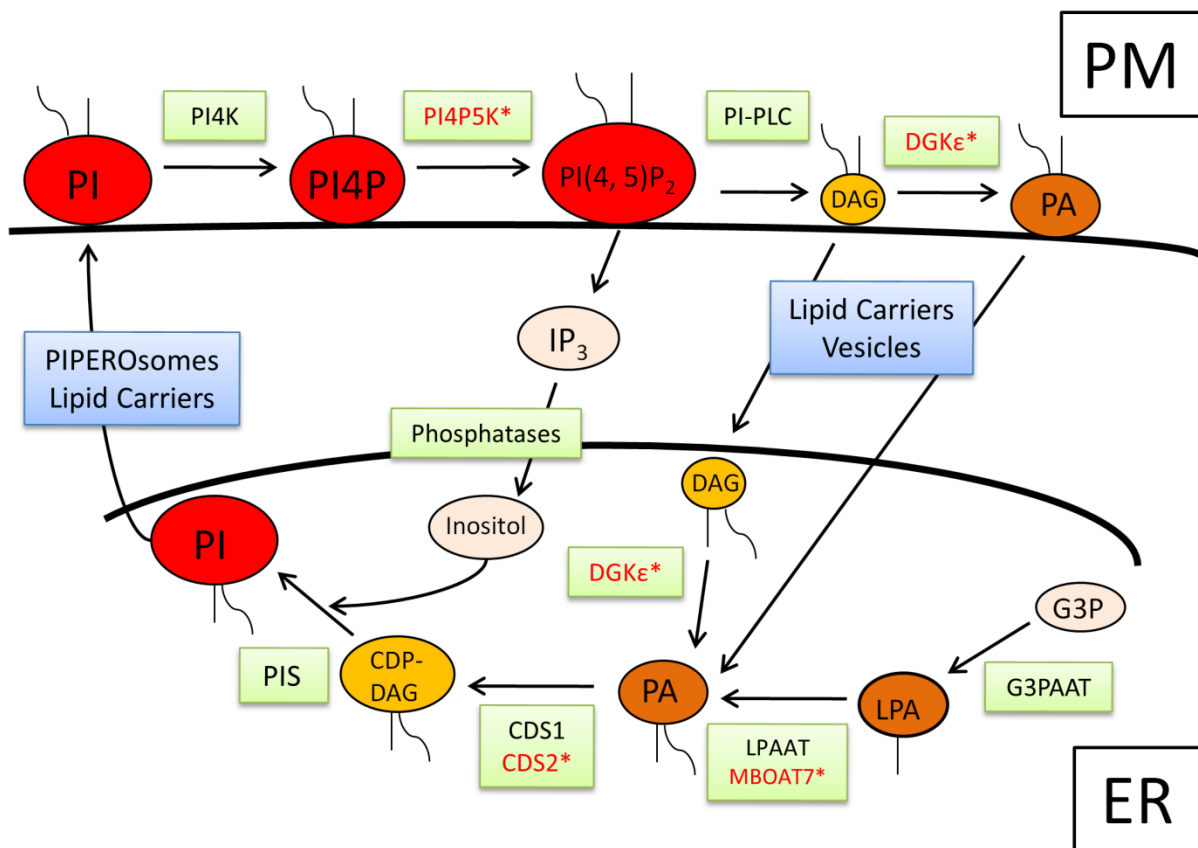 PM
PI4K
PI4P5K*
PI-PLC
DGKε*
PI
PI4P
PI(4, 5)P₂
DAG
PA
PIPEROsomes
Lipid Carriers
IP₃
Lipid Carriers
Vesicles
Phosphatases
DAG
PI
Inositol
DGKε*
G3P
PIS
CDP-
DAG
PA
LPA
G3PAAT
CDS1
CDS2*
LPAAT
MBOAT7*
ER